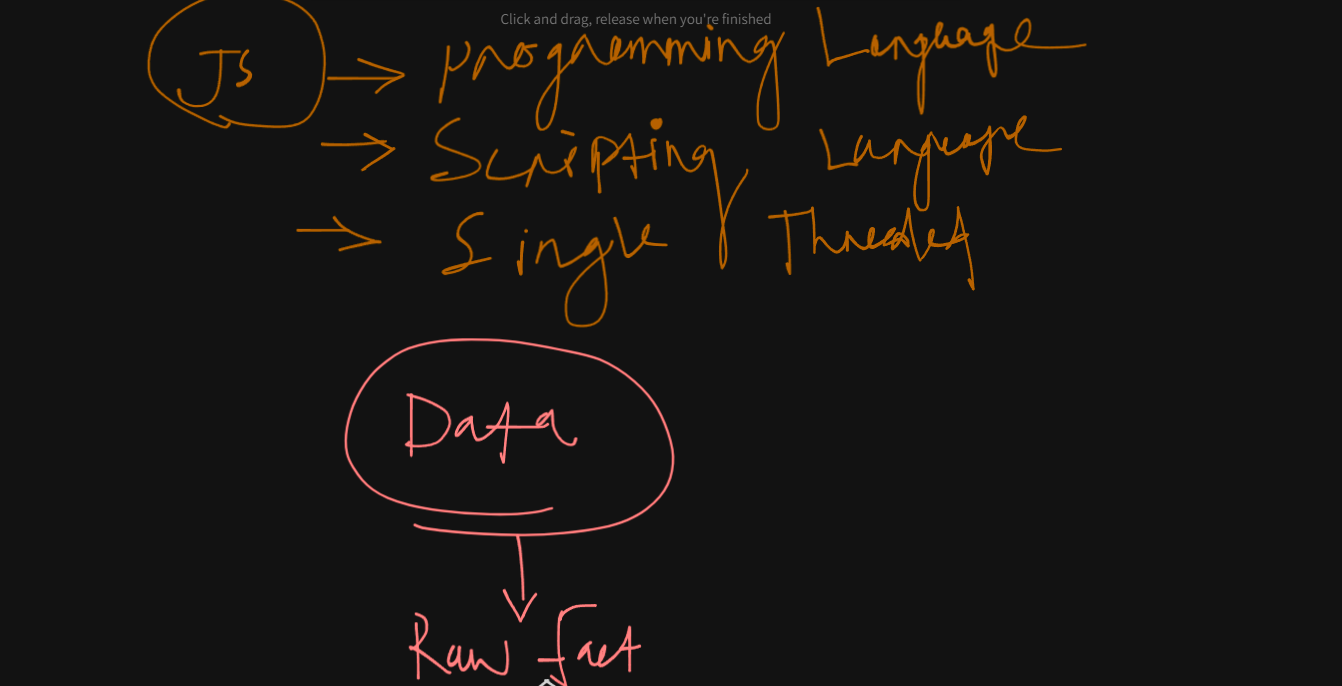 Click and drag, release when you're finished
JS → Programming Language
→ Scripting Language
→ Single Threaded
Data
↓
Raw fact